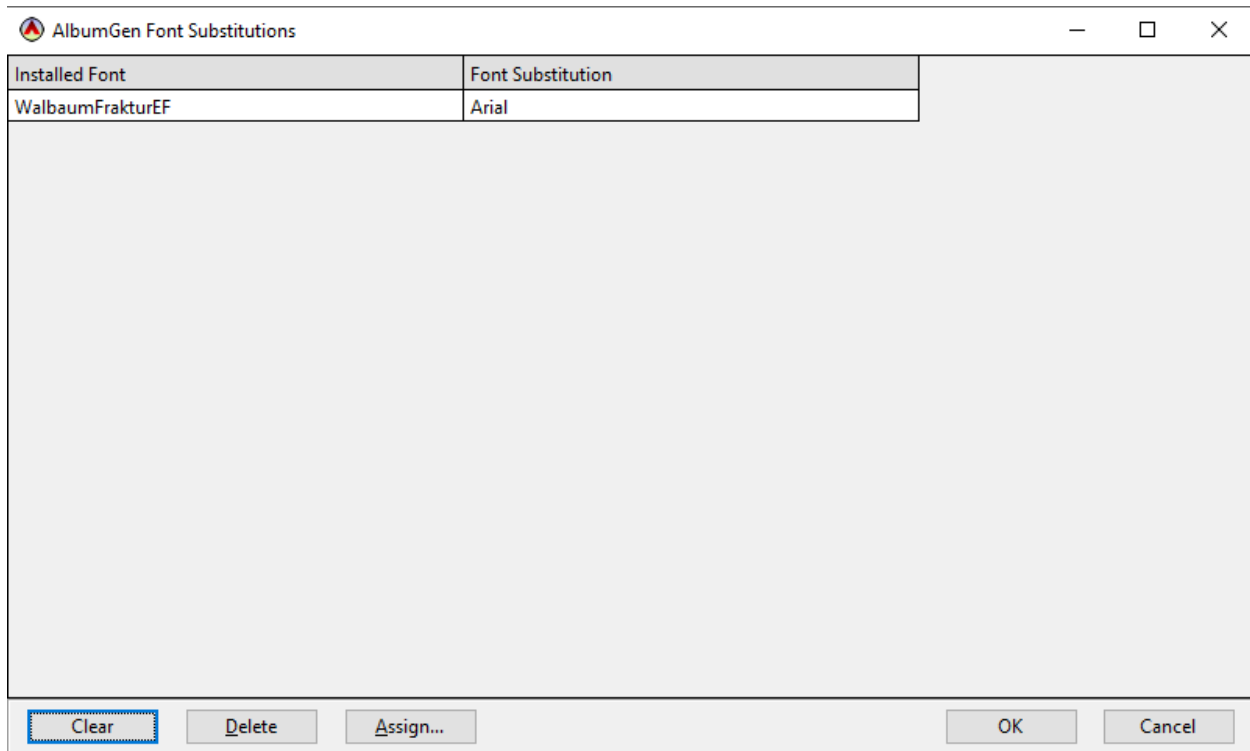 AlbumGen Font Substitutions
Installed Font Font Substitution
WalbaumFrakturEF Arial
Clear Delete Assign... OK Cancel